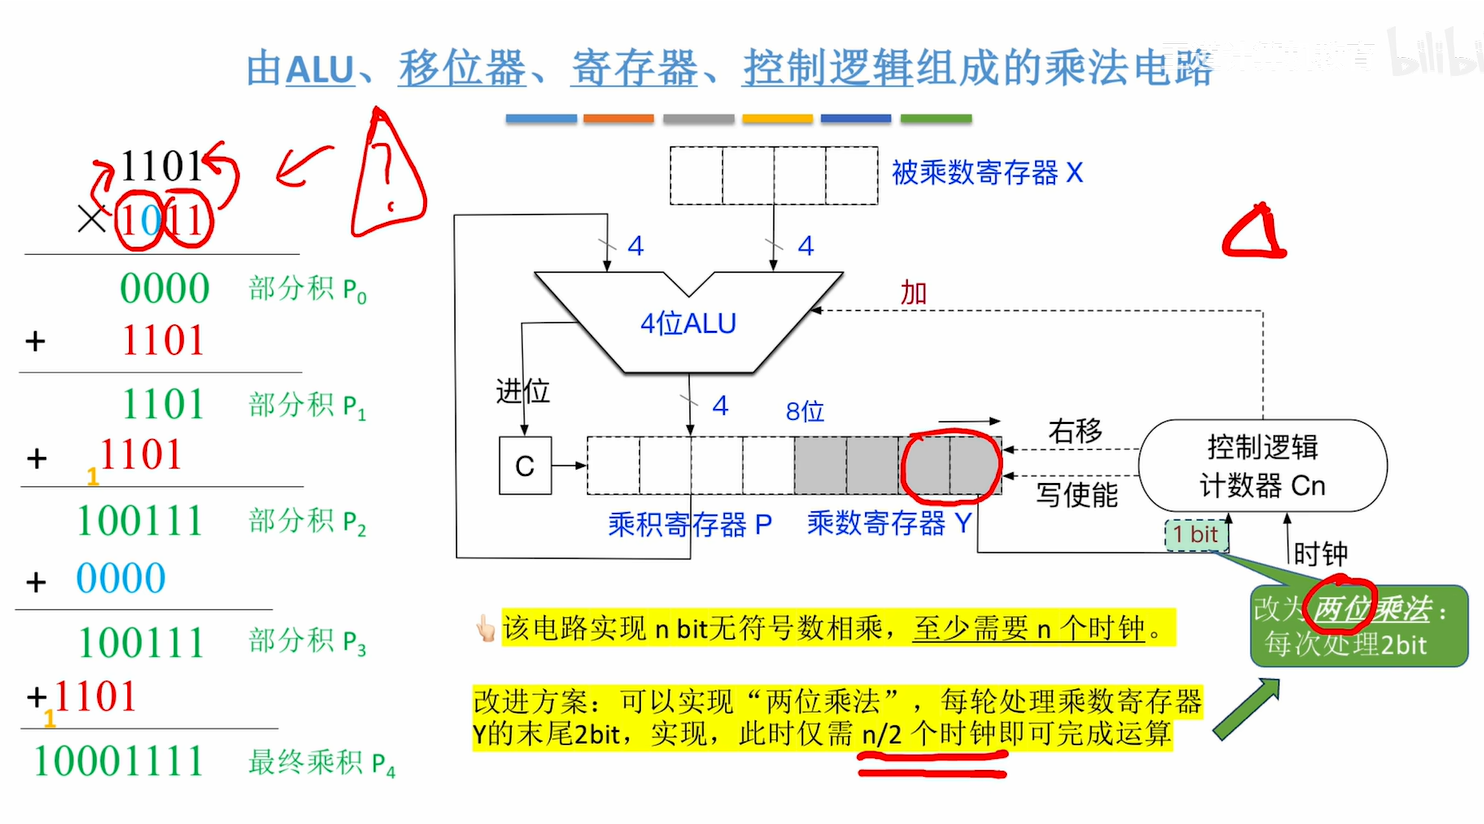 由ALU、移位器、寄存器、控制逻辑组成的乘法电路
bilibili
1101
×1011
0000 部分积 P0
+ 1101
1101 部分积 P1
+ 1101
1
100111 部分积 P2
+ 0000
100111 部分积 P3
+1101
1
10001111 最终乘积 P4
?
被乘数寄存器 X
4
4
4位ALU
加
进位
4
8位
C
右移
写使能
控制逻辑
计数器 Cn
乘积寄存器 P
乘数寄存器 Y
1 bit
时钟
改为两位乘法：
每次处理2bit
该电路实现 n bit无符号数相乘，至少需要 n 个时钟。
改进方案：可以实现“两位乘法”，每轮处理乘数寄存器
Y的末尾2bit，实现，此时仅需 n/2 个时钟即可完成运算